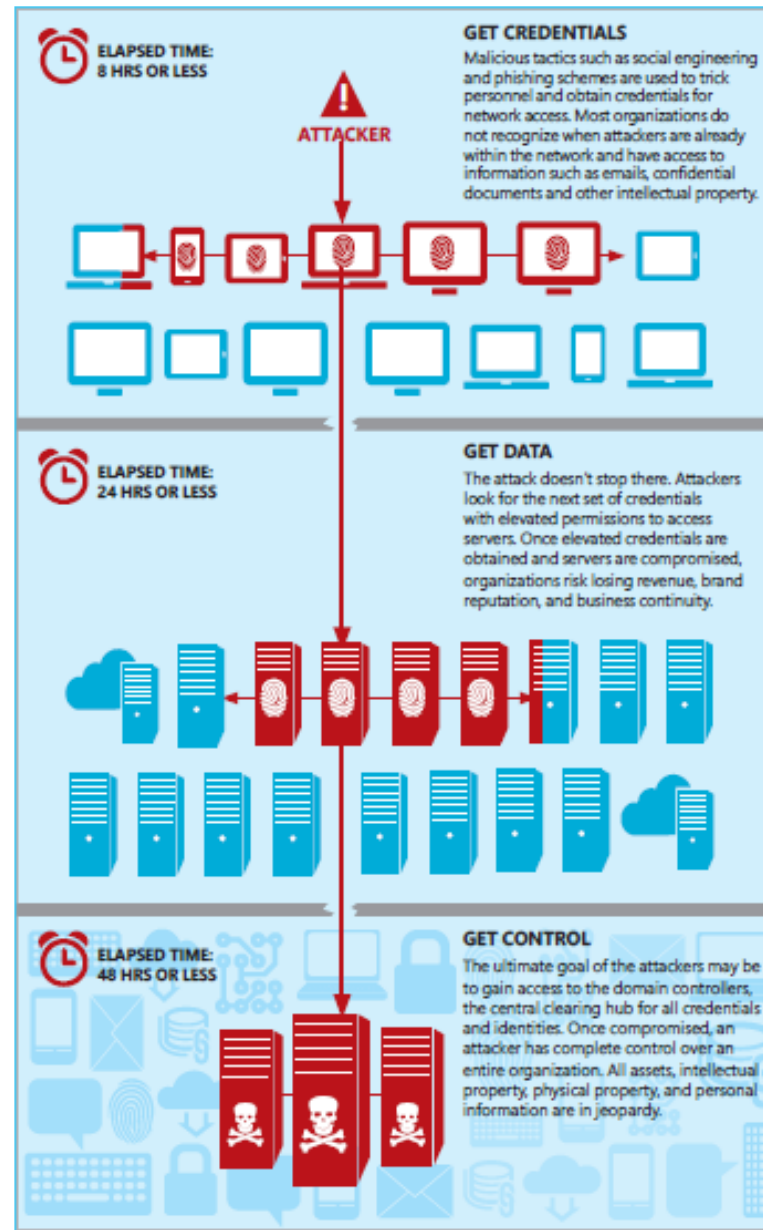 ELAPSED TIME:
8 HRS OR LESS
ATTACKER
GET CREDENTIALS
Malicious tactics such as social engineering
and phishing schemes are used to trick
personnel and obtain credentials for
network access. Most organizations do
not recognize when attackers are already
within the network and have access to
information such as emails, confidential
documents and other intellectual property.
ELAPSED TIME:
24 HRS OR LESS
GET DATA
The attack doesn't stop there. Attackers
look for the next set of credentials
with elevated permissions to access
servers. Once elevated credentials are
obtained and servers are compromised,
organizations risk losing revenue, brand
reputation, and business continuity.
ELAPSED TIME:
48 HRS OR LESS
GET CONTROL
The ultimate goal of the attackers may be
to gain access to the domain controllers,
the central clearing hub for all credentials
and identities. Once compromised, an
attacker has complete control over an
entire organization. All assets, intellectual
property, physical property, and personal
information are in jeopardy.